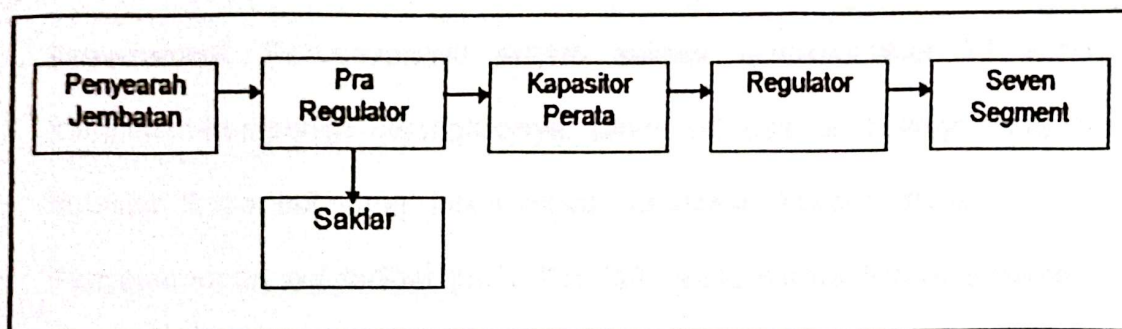 Penyearah
Jembatan
Pra
Regulator
Kapasitor
Perata
Regulator
Seven
Segment
Saklar